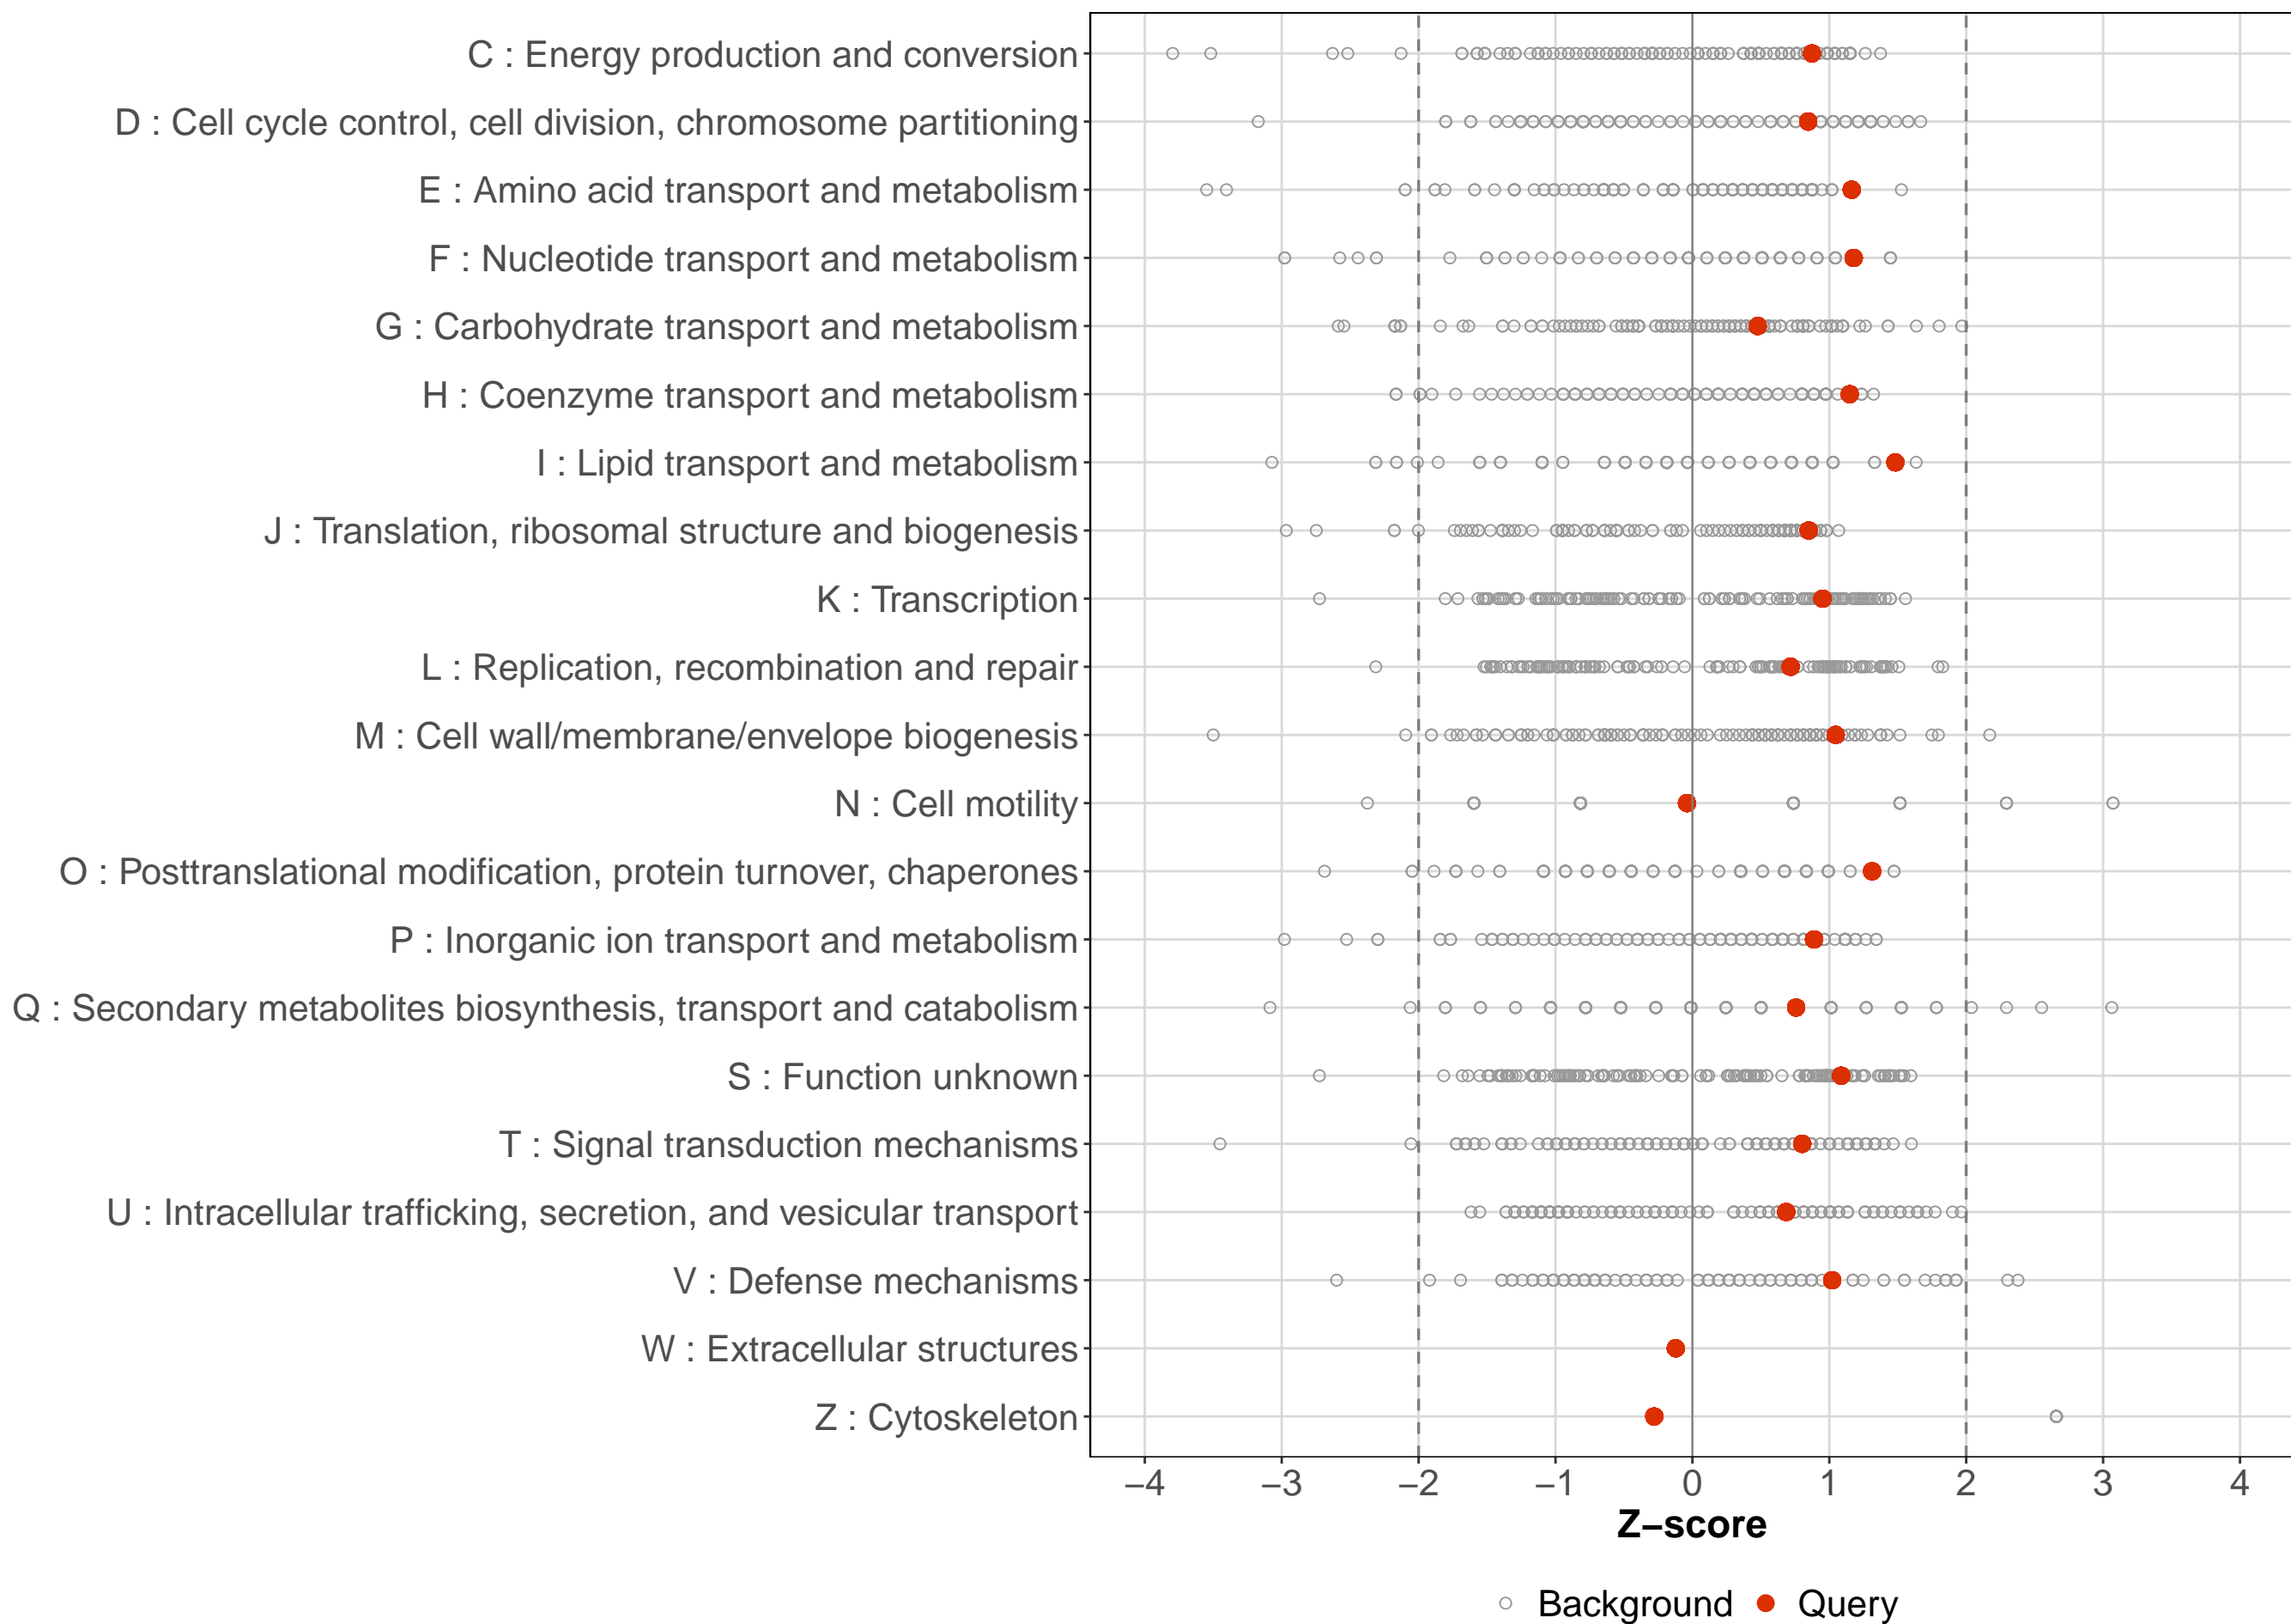 C : Energy production and conversion
D : Cell cycle control, cell division, chromosome partitioning
E : Amino acid transport and metabolism
F : Nucleotide transport and metabolism
G : Carbohydrate transport and metabolism
H : Coenzyme transport and metabolism
I : Lipid transport and metabolism
J : Translation, ribosomal structure and biogenesis
K : Transcription
L : Replication, recombination and repair
M : Cell wall/membrane/envelope biogenesis
N : Cell motility
O : Posttranslational modification, protein turnover, chaperones
P : Inorganic ion transport and metabolism
Q : Secondary metabolites biosynthesis, transport and catabolism
S : Function unknown
T : Signal transduction mechanisms
U : Intracellular trafficking, secretion, and vesicular transport
V : Defense mechanisms
W : Extracellular structures
Z : Cytoskeleton
−4 −3 −2 −1 0 1 2 3 4
Z−score
Background Query